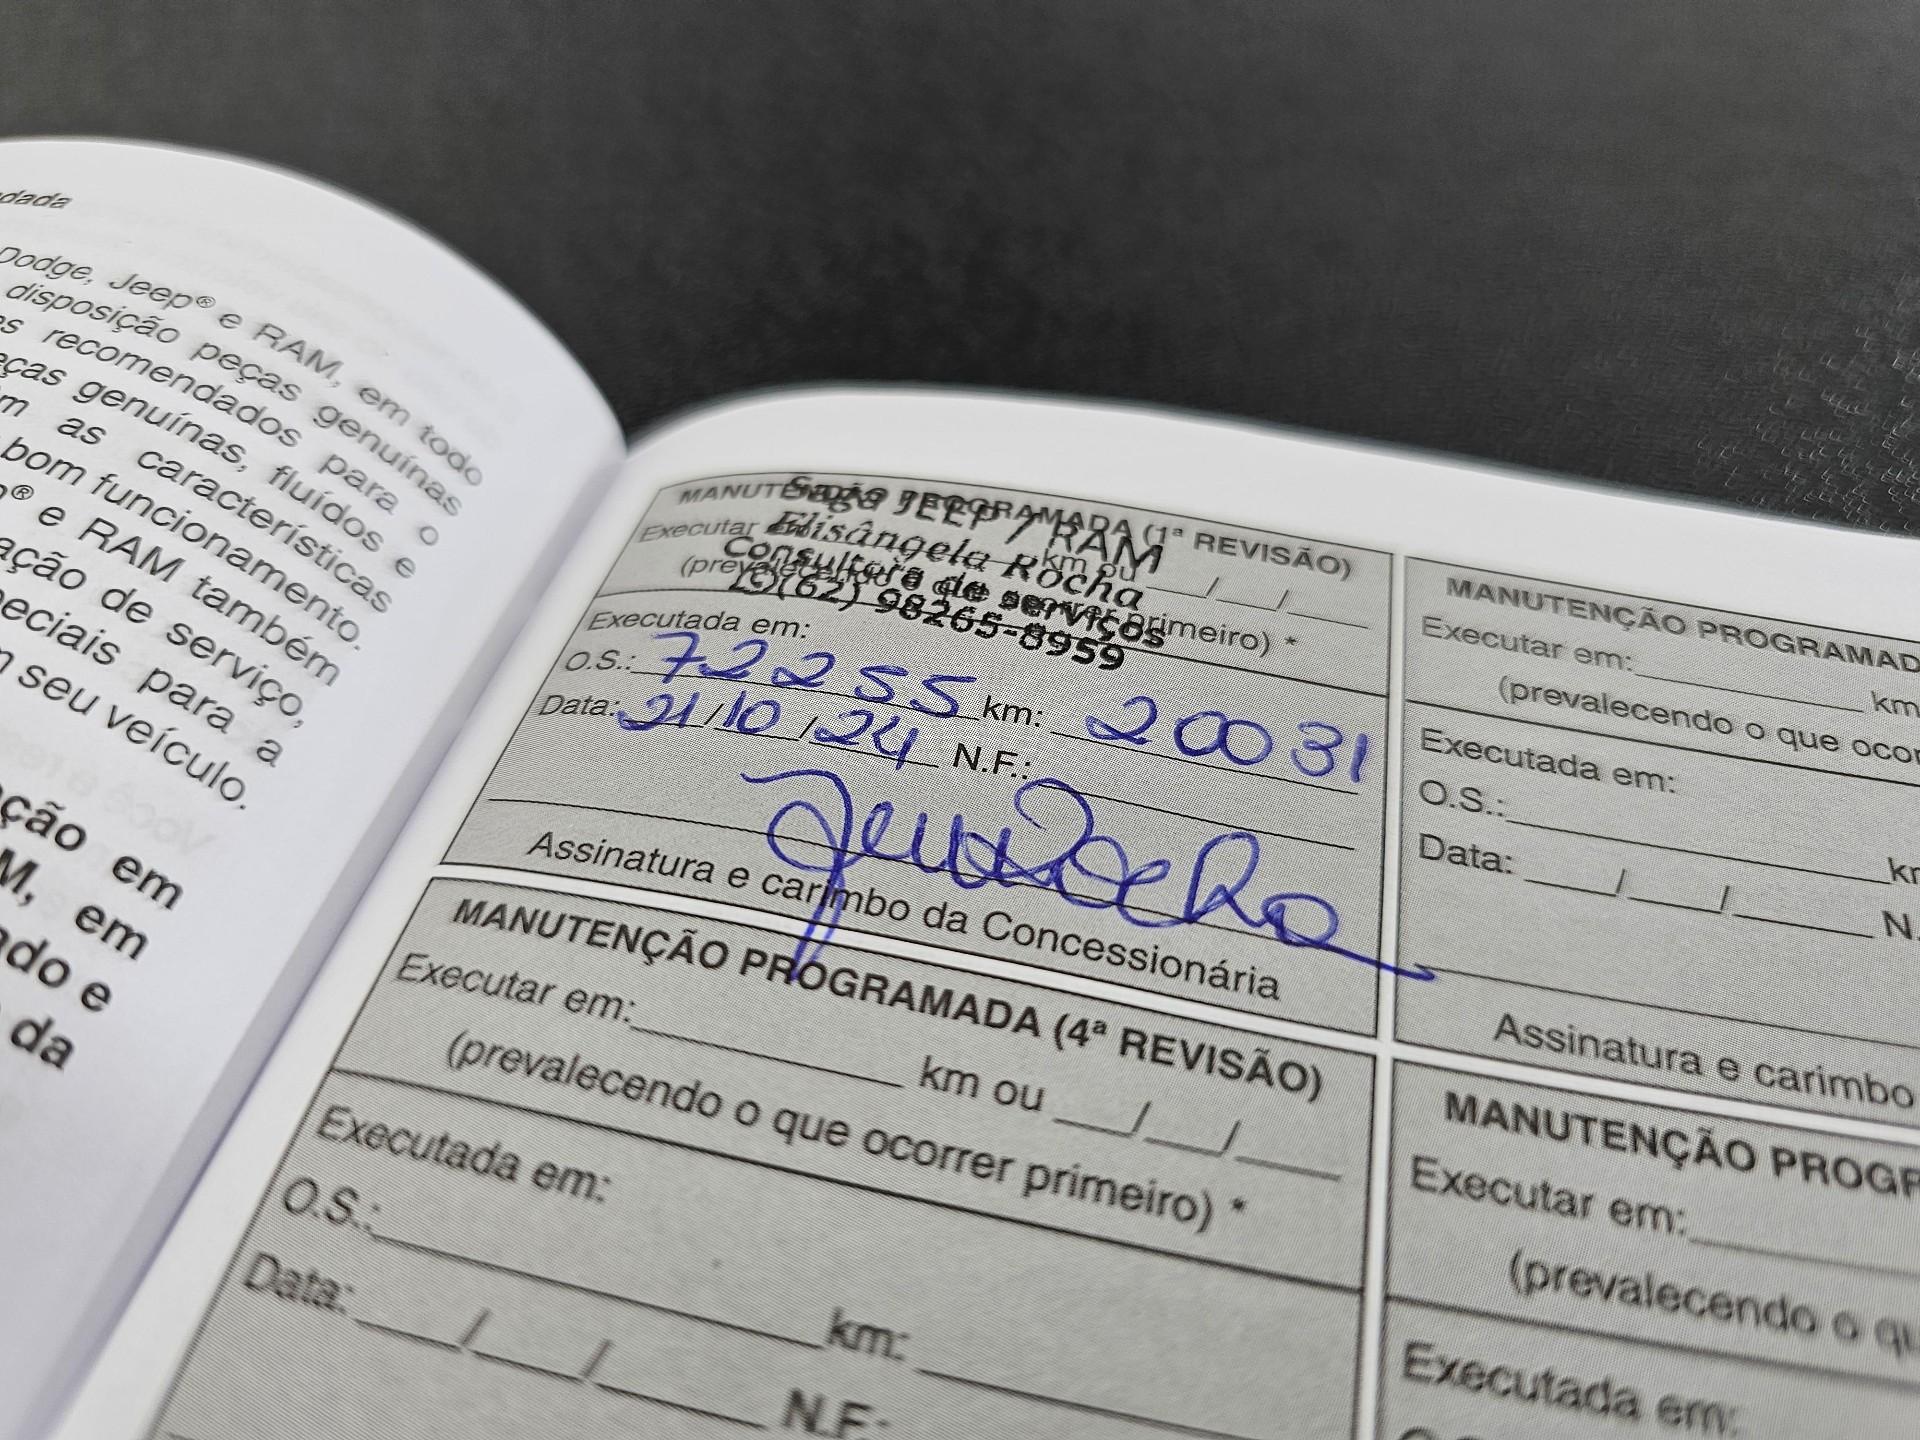 dada
Dodge, Jeep® e RAM, em todo
disposição peças genuínas
s recomendados para o
eças genuínas, fluídos e
m as características
bom funcionamento.
p® e RAM também
ação de serviço,
peciais para a
m seu veículo.
ção em
M, em
ado e
da
MANUTENÇÃO PROGRAMADA (1ª REVISÃO)
Saga JEEP / RAM
Executar em: km ou / /
Elisângela Rocha
(prevalecendo o que ocorrer primeiro) *
Consultora de serviços
(62) 98265-8959
Executada em:
O.S.: 72255 km: 20031
Data: 21/10/24 N.F.:
Assinatura e carimbo da Concessionária
MANUTENÇÃO PROGRAMADA (4ª REVISÃO)
Executar em: km ou / /
(prevalecendo o que ocorrer primeiro) *
Executada em:
O.S.: km:
Data: / / N.F.:
MANUTENÇÃO PROGRAMAD
Executar em: km
(prevalecendo o que ocor
Executada em:
O.S.: km
Data: / / N.
Assinatura e carimbo
MANUTENÇÃO PROGR
Executar em:
(prevalecendo o qu
Executada em: